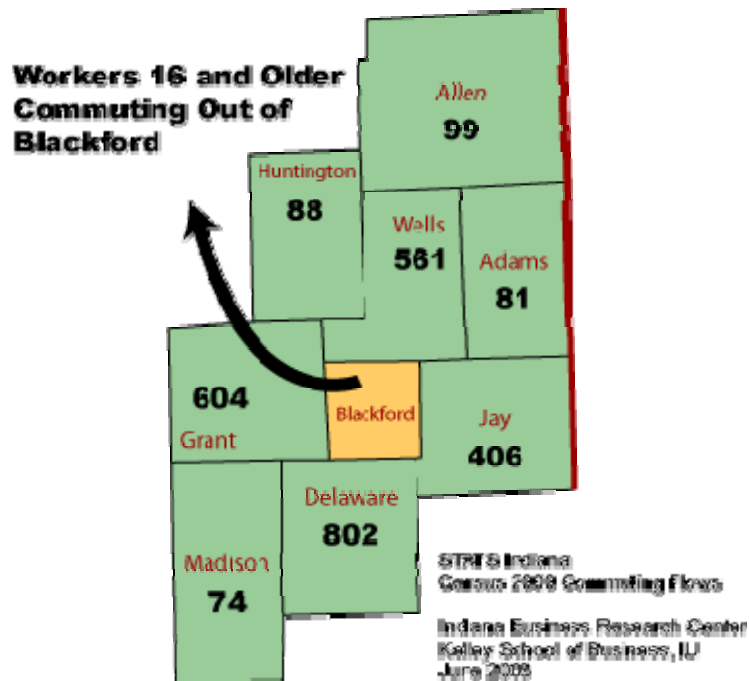 Workers 16 and Older
Commuting Out of
Blackford
Allen
99
Huntington
88
Wells
561
Adams
81
604
Grant
Blackford
Jay
406
Delaware
802
Madison
74
STATS Indiana
Census 2000 Commuting Flows
Indiana Business Research Center
Kelley School of Business, IU
June